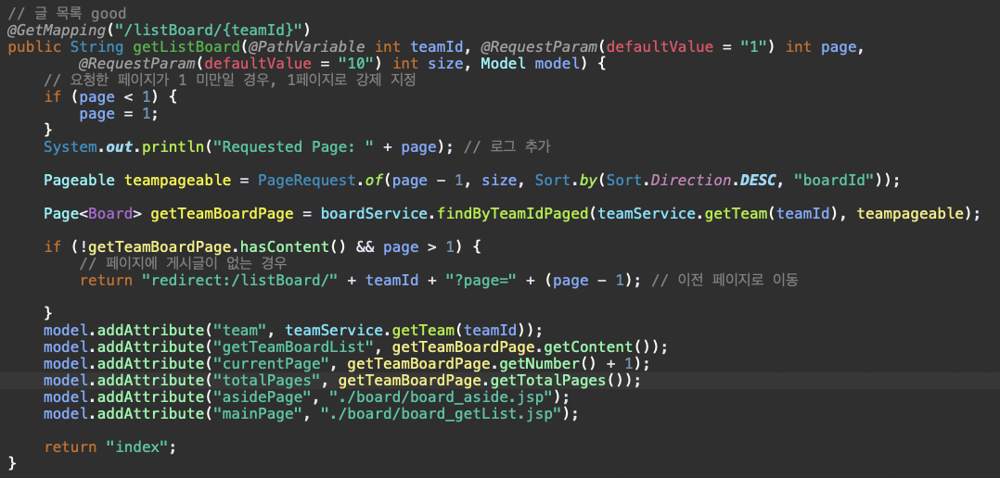 // 글 목록 good
@GetMapping("/listBoard/{teamId}")
public String getListBoard(@PathVariable int teamId, @RequestParam(defaultValue = "1") int page,
        @RequestParam(defaultValue = "10") int size, Model model) {
    // 요청한 페이지가 1 미만일 경우, 1페이지로 강제 지정
    if (page < 1) {
        page = 1;
    }
    System.out.println("Requested Page: " + page); // 로그 추가

    Pageable teampageable = PageRequest.of(page - 1, size, Sort.by(Sort.Direction.DESC, "boardId"));

    Page<Board> getTeamBoardPage = boardService.findByTeamIdPaged(teamService.getTeam(teamId), teampageable);

    if (!getTeamBoardPage.hasContent() && page > 1) {
        // 페이지에 게시글이 없는 경우
        return "redirect:/listBoard/" + teamId + "?page=" + (page - 1); // 이전 페이지로 이동

    }
    model.addAttribute("team", teamService.getTeam(teamId));
    model.addAttribute("getTeamBoardList", getTeamBoardPage.getContent());
    model.addAttribute("currentPage", getTeamBoardPage.getNumber() + 1);
    model.addAttribute("totalPages", getTeamBoardPage.getTotalPages());
    model.addAttribute("asidePage", "./board/board_aside.jsp");
    model.addAttribute("mainPage", "./board/board_getList.jsp");

    return "index";
}